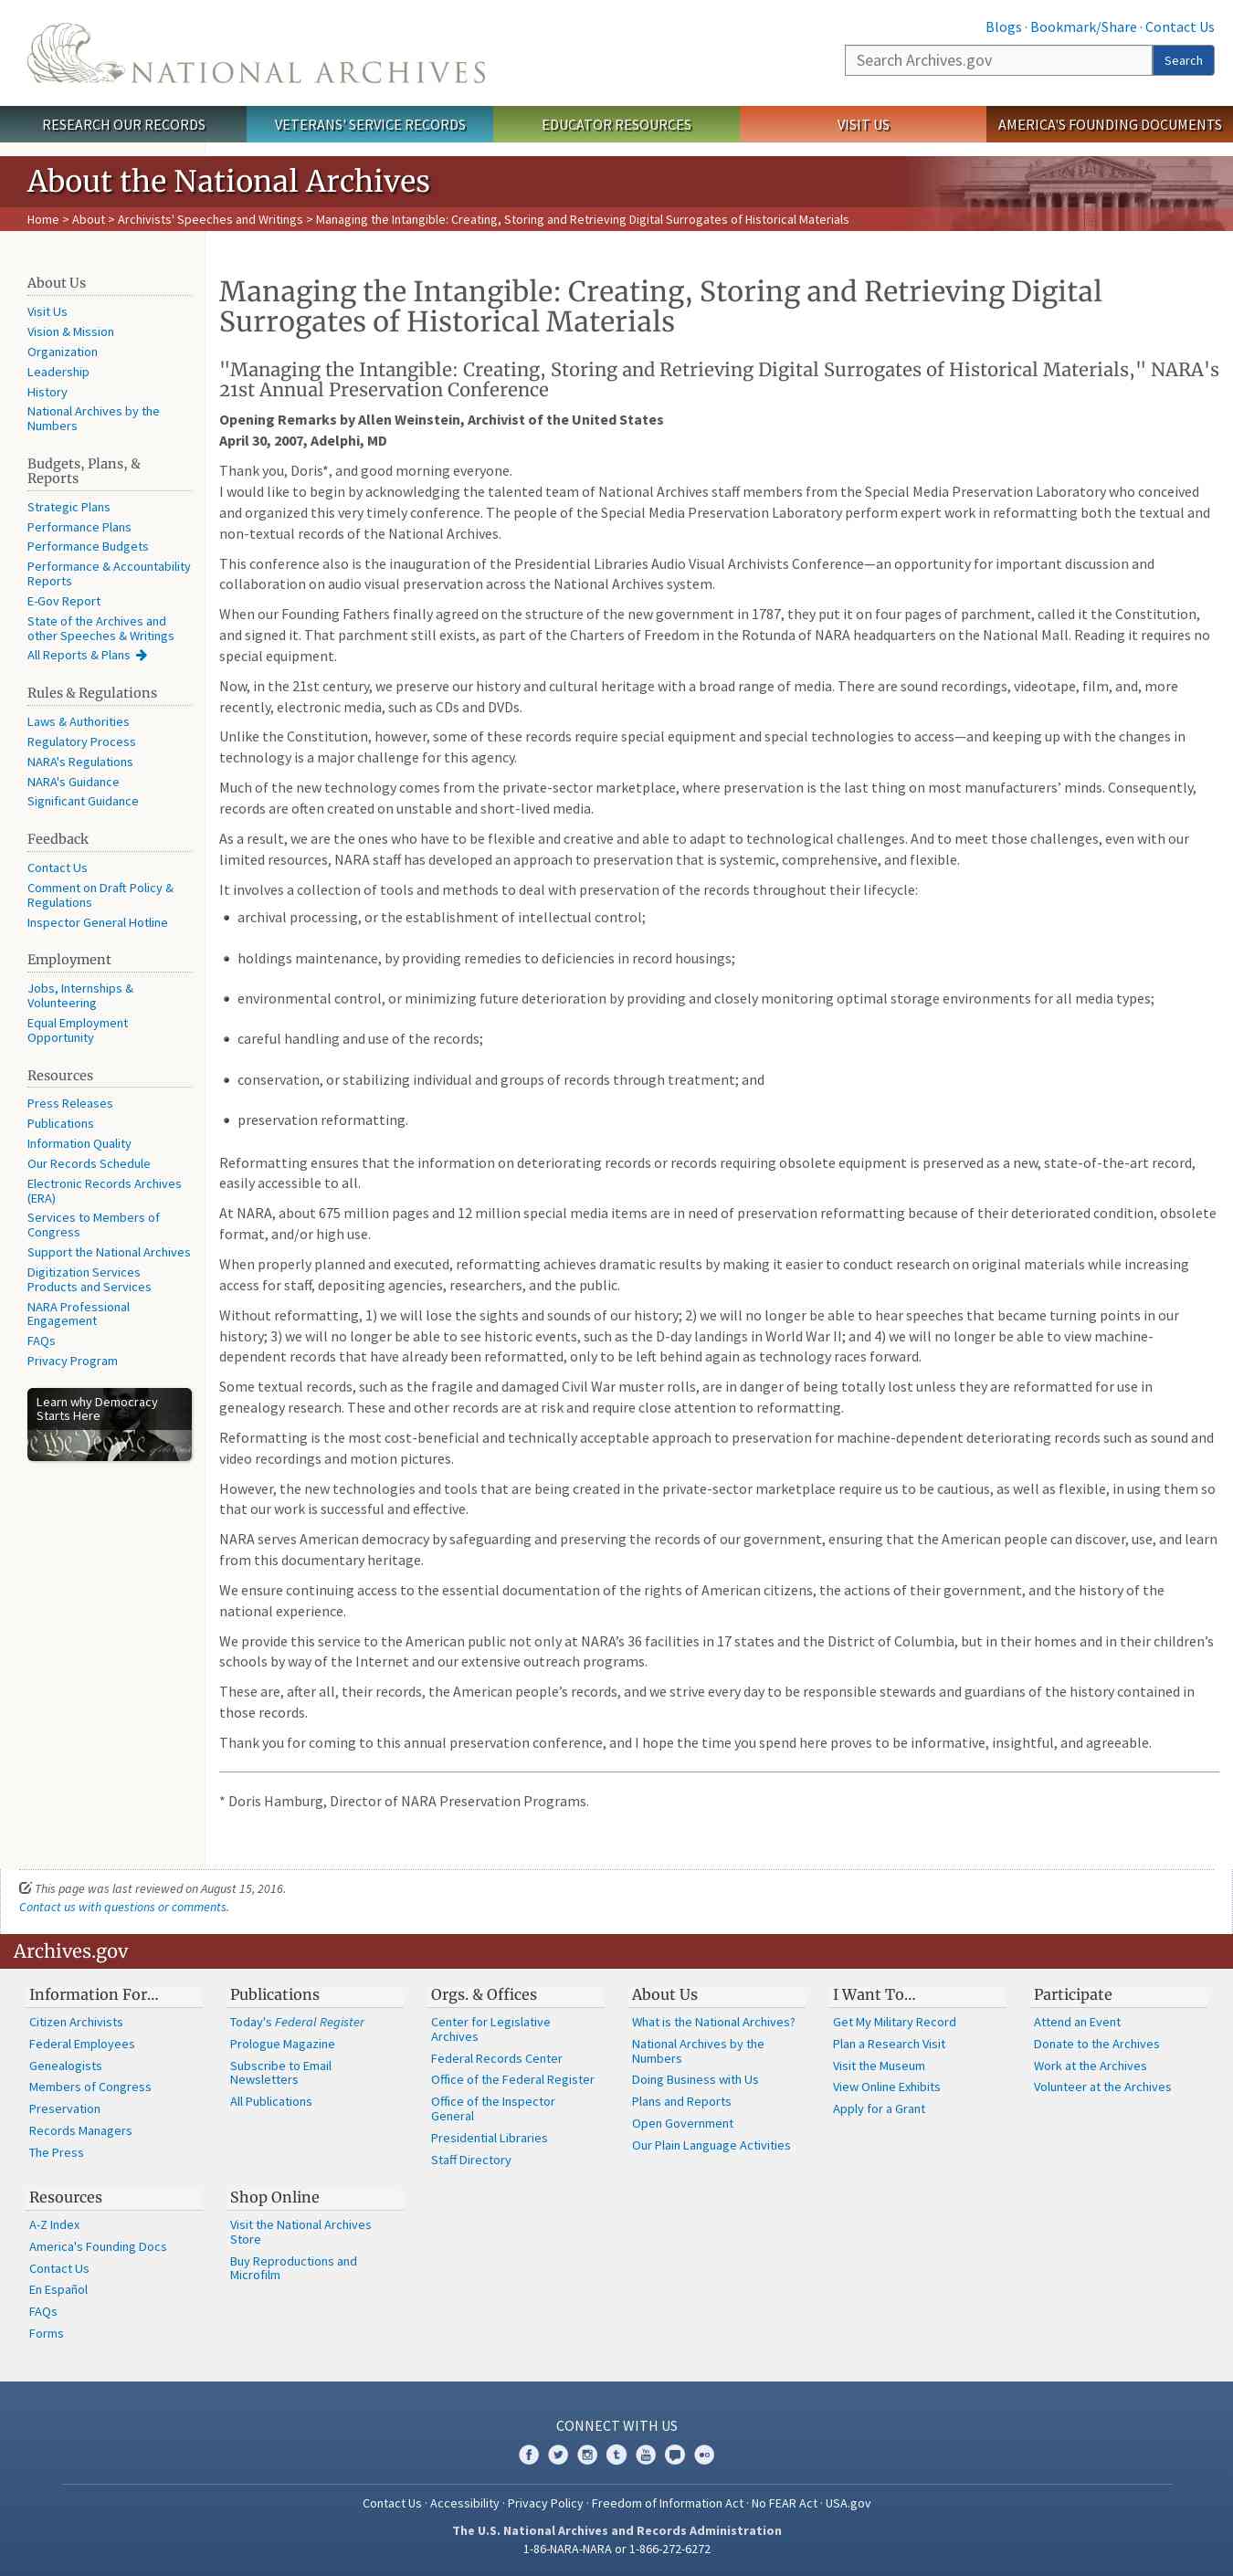 Blogs · Bookmark/Share · Contact Us
NATIONAL ARCHIVES
Search Archives.gov
Search
RESEARCH OUR RECORDS
VETERANS' SERVICE RECORDS
EDUCATOR RESOURCES
VISIT US
AMERICA'S FOUNDING DOCUMENTS
About the National Archives
Home > About > Archivists' Speeches and Writings > Managing the Intangible: Creating, Storing and Retrieving Digital Surrogates of Historical Materials
About Us
Visit Us
Vision & Mission
Organization
Leadership
History
National Archives by the
Numbers
Budgets, Plans, &
Reports
Strategic Plans
Performance Plans
Performance Budgets
Performance & Accountability
Reports
E-Gov Report
State of the Archives and
other Speeches & Writings
All Reports & Plans
Rules & Regulations
Laws & Authorities
Regulatory Process
NARA's Regulations
NARA's Guidance
Significant Guidance
Feedback
Contact Us
Comment on Draft Policy &
Regulations
Inspector General Hotline
Employment
Jobs, Internships &
Volunteering
Equal Employment
Opportunity
Resources
Press Releases
Publications
Information Quality
Our Records Schedule
Electronic Records Archives
(ERA)
Services to Members of
Congress
Support the National Archives
Digitization Services
Products and Services
NARA Professional
Engagement
FAQs
Privacy Program
Learn why Democracy
Starts Here
We The People
Managing the Intangible: Creating, Storing and Retrieving Digital
Surrogates of Historical Materials
"Managing the Intangible: Creating, Storing and Retrieving Digital Surrogates of Historical Materials," NARA's
21st Annual Preservation Conference
Opening Remarks by Allen Weinstein, Archivist of the United States
April 30, 2007, Adelphi, MD
Thank you, Doris*, and good morning everyone.
I would like to begin by acknowledging the talented team of National Archives staff members from the Special Media Preservation Laboratory who conceived
and organized this very timely conference. The people of the Special Media Preservation Laboratory perform expert work in reformatting both the textual and
non-textual records of the National Archives.
This conference also is the inauguration of the Presidential Libraries Audio Visual Archivists Conference—an opportunity for important discussion and
collaboration on audio visual preservation across the National Archives system.
When our Founding Fathers finally agreed on the structure of the new government in 1787, they put it on four pages of parchment, called it the Constitution,
and signed it. That parchment still exists, as part of the Charters of Freedom in the Rotunda of NARA headquarters on the National Mall. Reading it requires no
special equipment.
Now, in the 21st century, we preserve our history and cultural heritage with a broad range of media. There are sound recordings, videotape, film, and, more
recently, electronic media, such as CDs and DVDs.
Unlike the Constitution, however, some of these records require special equipment and special technologies to access—and keeping up with the changes in
technology is a major challenge for this agency.
Much of the new technology comes from the private-sector marketplace, where preservation is the last thing on most manufacturers’ minds. Consequently,
records are often created on unstable and short-lived media.
As a result, we are the ones who have to be flexible and creative and able to adapt to technological challenges. And to meet those challenges, even with our
limited resources, NARA staff has developed an approach to preservation that is systemic, comprehensive, and flexible.
It involves a collection of tools and methods to deal with preservation of the records throughout their lifecycle:
• archival processing, or the establishment of intellectual control;
• holdings maintenance, by providing remedies to deficiencies in record housings;
• environmental control, or minimizing future deterioration by providing and closely monitoring optimal storage environments for all media types;
• careful handling and use of the records;
• conservation, or stabilizing individual and groups of records through treatment; and
• preservation reformatting.
Reformatting ensures that the information on deteriorating records or records requiring obsolete equipment is preserved as a new, state-of-the-art record,
easily accessible to all.
At NARA, about 675 million pages and 12 million special media items are in need of preservation reformatting because of their deteriorated condition, obsolete
format, and/or high use.
When properly planned and executed, reformatting achieves dramatic results by making it easier to conduct research on original materials while increasing
access for staff, depositing agencies, researchers, and the public.
Without reformatting, 1) we will lose the sights and sounds of our history; 2) we will no longer be able to hear speeches that became turning points in our
history; 3) we will no longer be able to see historic events, such as the D-day landings in World War II; and 4) we will no longer be able to view machine-
dependent records that have already been reformatted, only to be left behind again as technology races forward.
Some textual records, such as the fragile and damaged Civil War muster rolls, are in danger of being totally lost unless they are reformatted for use in
genealogy research. These and other records are at risk and require close attention to reformatting.
Reformatting is the most cost-beneficial and technically acceptable approach to preservation for machine-dependent deteriorating records such as sound and
video recordings and motion pictures.
However, the new technologies and tools that are being created in the private-sector marketplace require us to be cautious, as well as flexible, in using them so
that our work is successful and effective.
NARA serves American democracy by safeguarding and preserving the records of our government, ensuring that the American people can discover, use, and learn
from this documentary heritage.
We ensure continuing access to the essential documentation of the rights of American citizens, the actions of their government, and the history of the
national experience.
We provide this service to the American public not only at NARA’s 36 facilities in 17 states and the District of Columbia, but in their homes and in their children’s
schools by way of the Internet and our extensive outreach programs.
These are, after all, their records, the American people’s records, and we strive every day to be responsible stewards and guardians of the history contained in
those records.
Thank you for coming to this annual preservation conference, and I hope the time you spend here proves to be informative, insightful, and agreeable.
* Doris Hamburg, Director of NARA Preservation Programs.
This page was last reviewed on August 15, 2016.
Contact us with questions or comments.
Archives.gov
Information For…
Citizen Archivists
Federal Employees
Genealogists
Members of Congress
Preservation
Records Managers
The Press
Publications
Today's Federal Register
Prologue Magazine
Subscribe to Email
Newsletters
All Publications
Orgs. & Offices
Center for Legislative
Archives
Federal Records Center
Office of the Federal Register
Office of the Inspector
General
Presidential Libraries
Staff Directory
About Us
What is the National Archives?
National Archives by the
Numbers
Doing Business with Us
Plans and Reports
Open Government
Our Plain Language Activities
I Want To…
Get My Military Record
Plan a Research Visit
Visit the Museum
View Online Exhibits
Apply for a Grant
Participate
Attend an Event
Donate to the Archives
Work at the Archives
Volunteer at the Archives
Resources
A-Z Index
America's Founding Docs
Contact Us
En Español
FAQs
Forms
Shop Online
Visit the National Archives
Store
Buy Reproductions and
Microfilm
CONNECT WITH US
Contact Us · Accessibility · Privacy Policy · Freedom of Information Act · No FEAR Act · USA.gov
The U.S. National Archives and Records Administration
1-86-NARA-NARA or 1-866-272-6272